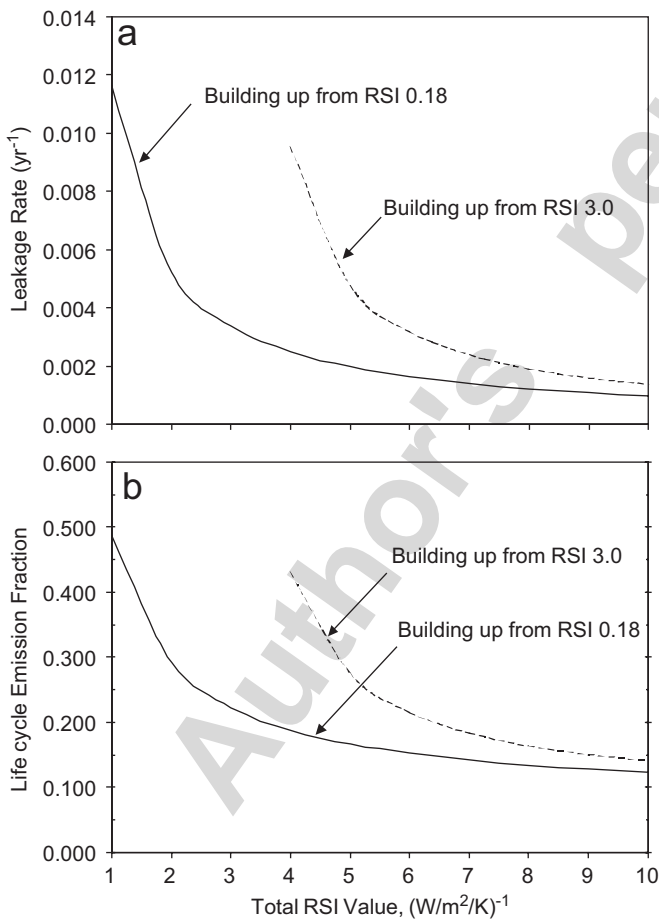 a
0.014
0.012
0.010
0.008
0.006
0.004
0.002
0.000
Leakage Rate (yr⁻¹)
Building up from RSI 0.18
Building up from RSI 3.0
b
0.600
0.500
0.400
0.300
0.200
0.100
0.000
Life cycle Emission Fraction
Building up from RSI 3.0
Building up from RSI 0.18
1 2 3 4 5 6 7 8 9 10
Total RSI Value, (W/m²/K)⁻¹
Author's pe